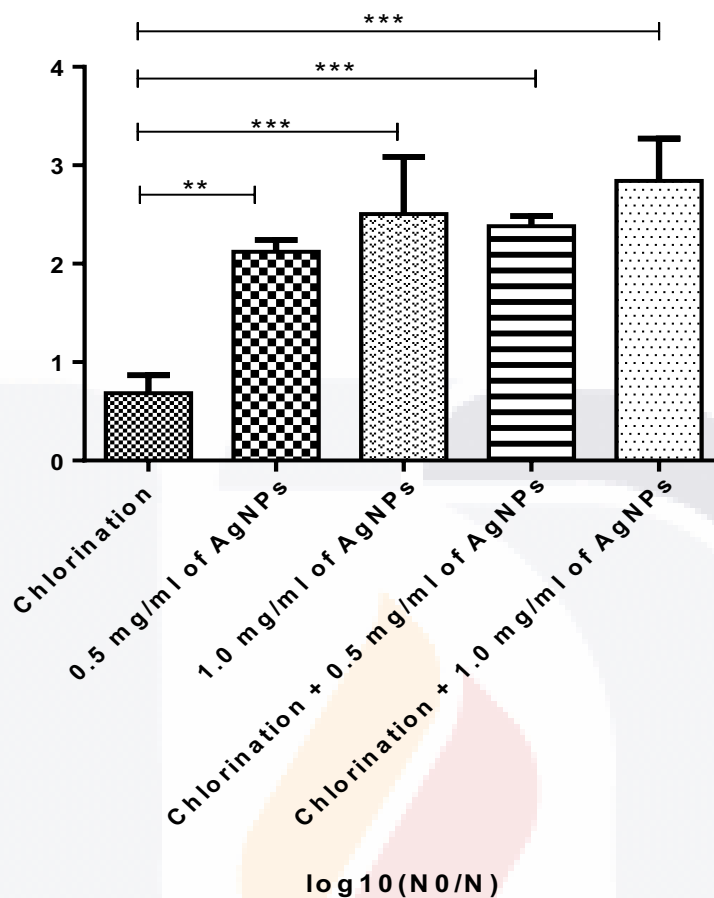 ***
4
***
***
3
**
2
1
0
Chlorination
0.5 mg/ml of AgNPs
1.0 mg/ml of AgNPs
Chlorination + 0.5 mg/ml of AgNPs
Chlorination + 1.0 mg/ml of AgNPs
log10(N0/N)